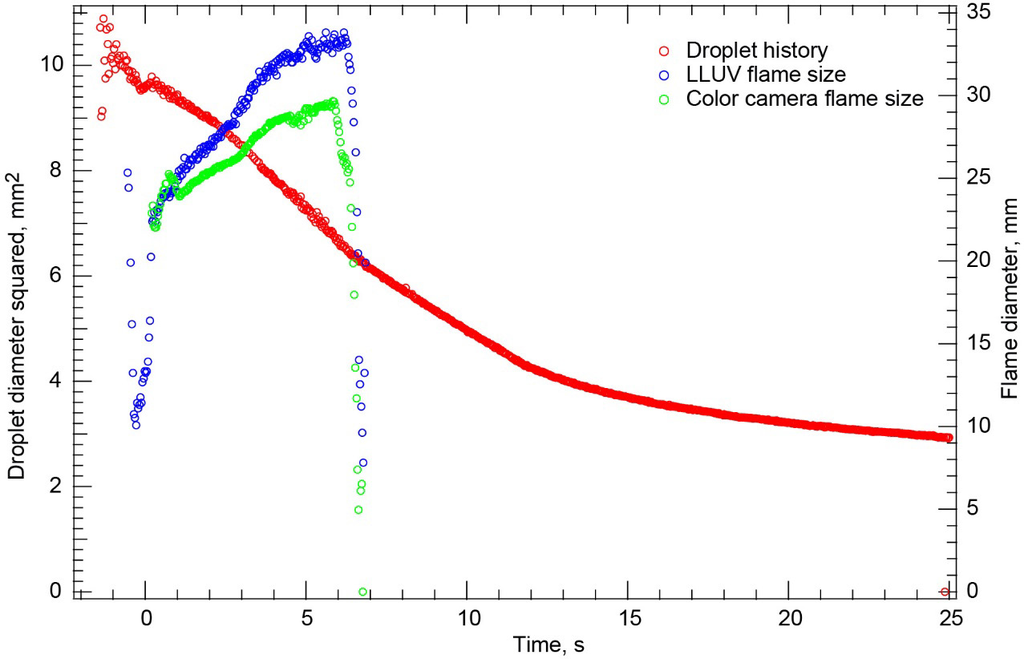 Droplet history
LLUV flame size
Color camera flame size
Droplet diameter squared, mm2
10
8
6
4
2
0
Flame diameter, mm
35
30
25
20
15
10
5
0
0 5 10 15 20 25
Time, s